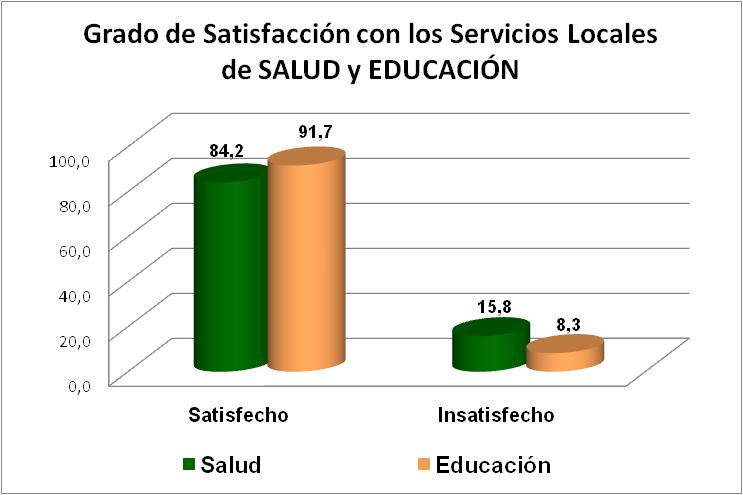 Grado de Satisfacción con los Servicios Locales
de SALUD y EDUCACIÓN
100,0
80,0
60,0
40,0
20,0
0,0
84,2
91,7
15,8
8,3
Satisfecho
Insatisfecho
Salud
Educación